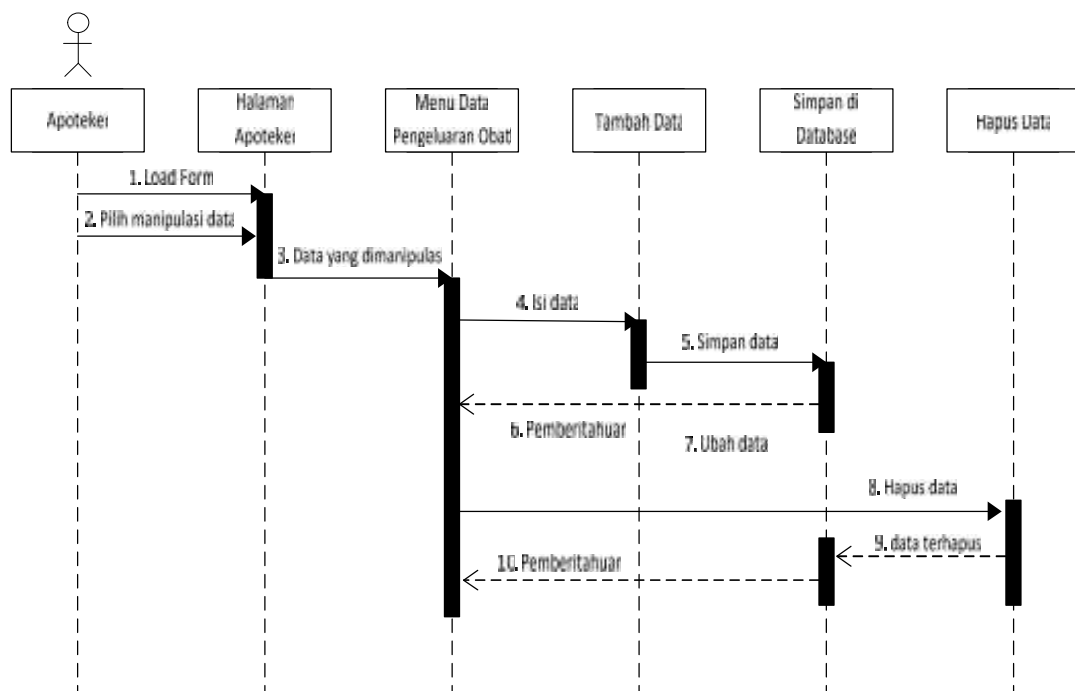 Apoteker
Halaman
Apoteker
Menu Data
Pengeluaran Obat
Tambah Data
Simpan di
Database
Hapus Data
1. Load Form
2. Pilih manipulasi data
3. Data yang dimanipulas
4. Isi data
5. Simpan data
6. Pemberitahuar
7. Ubah data
8. Hapus data
9. data terhapus
10. Pemberitahuar